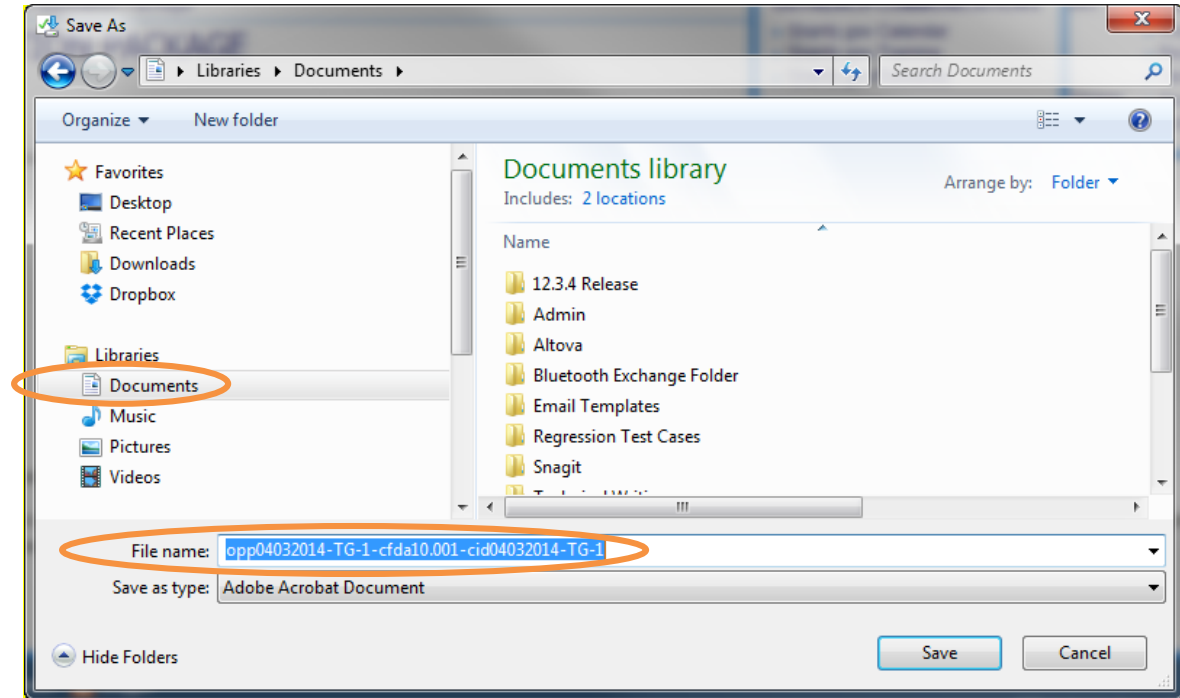 Save As
Libraries Documents
Search Documents
Organize New folder
Favorites
Desktop
Recent Places
Downloads
Dropbox
Libraries
Documents
Music
Pictures
Videos
Documents library
Includes: 2 locations
Arrange by: Folder
Name
12.3.4 Release
Admin
Altova
Bluetooth Exchange Folder
Email Templates
Regression Test Cases
Snagit
File name: opp04032014-TG-1-cfda10.001-cid04032014-TG-1
Save as type: Adobe Acrobat Document
Hide Folders
Save
Cancel